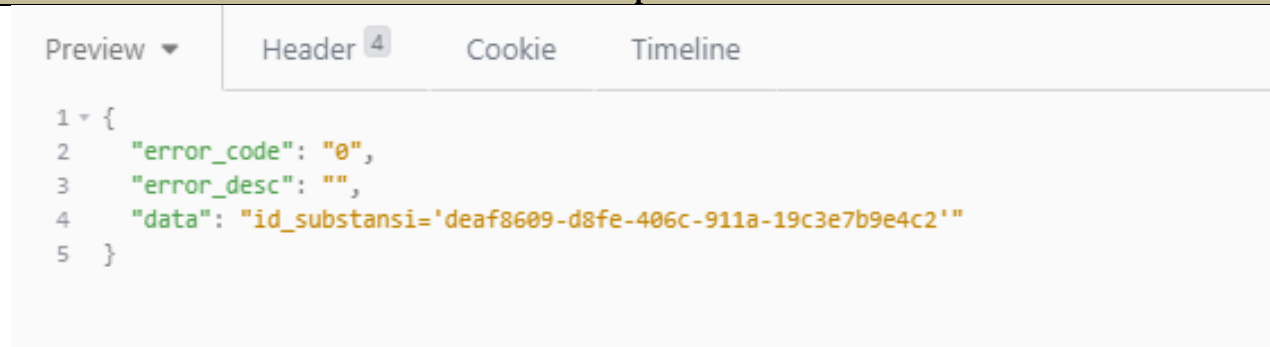 Preview Header 4 Cookie Timeline
1 {
2 "error_code": "0",
3 "error_desc": "",
4 "data": "id_substansi='deaf8609-d8fe-406c-911a-19c3e7b9e4c2'"
5 }